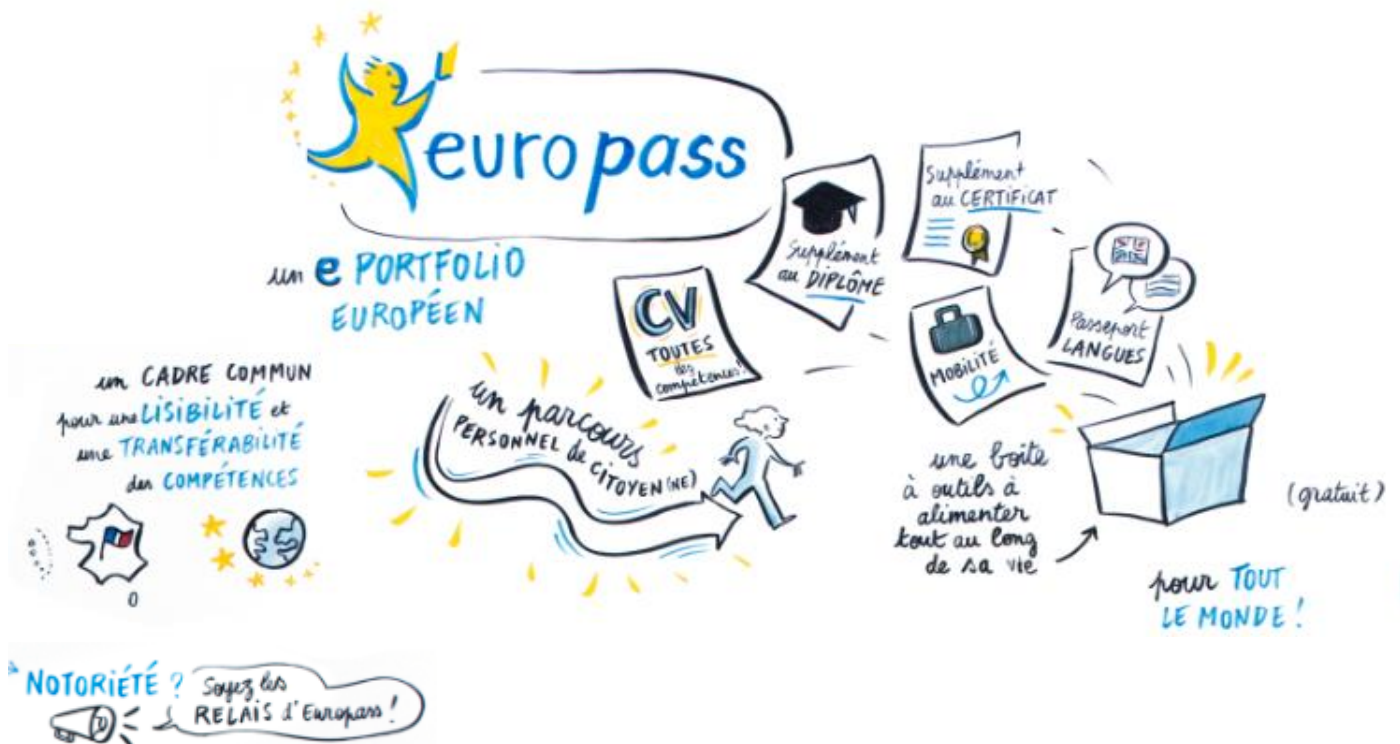 europass
un e PORTFOLIO
EUROPÉEN
un CADRE COMMUN
pour une LISIBILITÉ et
une TRANSFÉRABILITÉ
des COMPÉTENCES
CV
TOUTES
les
compétences!
Supplément
au DIPLÔME
Supplément
au CERTIFICAT
MOBILITÉ
Passeport
LANGUES
un parcours
PERSONNEL de
CITOYEN(NE)
une boîte
à outils à
alimenter
tout au long
de sa vie
(gratuit)
pour TOUT
LE MONDE !
NOTORIÉTÉ ?
Soyez les
RELAIS d'Europass !